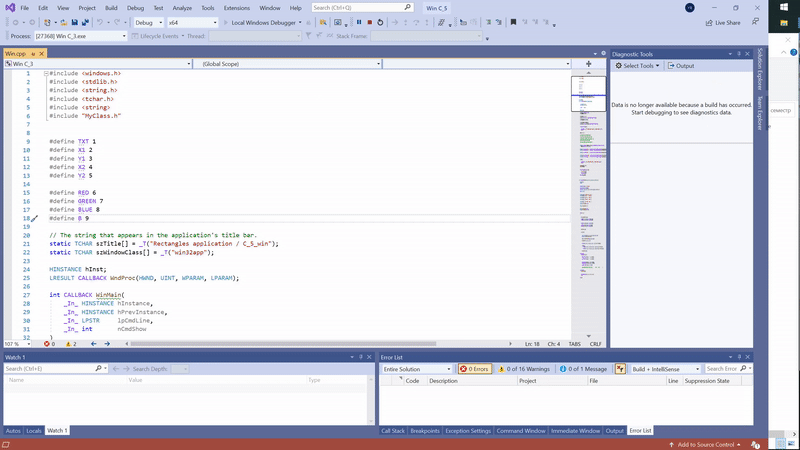 File Edit View Project Build Debug Test Analyze Tools Extensions Window Help Search (Ctrl+Q) Win C_5
Debug x64 Local Windows Debugger Live Share
Process: [27368] Win C_3.exe Lifecycle Events Thread: Stack Frame:
Win.cpp
Diagnostic Tools
Win C_3 (Global Scope)
Select Tools Output
Solution Explorer
Team Explorer
Data is no longer available because a build has occurred.
Start debugging to see diagnostics data.
семестр
1 #include <windows.h>
2 #include <stdlib.h>
3 #include <string.h>
4 #include <tchar.h>
5 #include <string>
6 #include "MyClass.h"
7
8
9 #define TXT 1
10 #define X1 2
11 #define Y1 3
12 #define X2 4
13 #define Y2 5
14
15 #define RED 6
16 #define GREEN 7
17 #define BLUE 8
18 #define B 9
19
20 // The string that appears in the application's title bar.
21 static TCHAR szTitle[] = _T("Rectangles application / C_5_win");
22 static TCHAR szWindowClass[] = _T("win32app");
23
24 HINSTANCE hInst;
25 LRESULT CALLBACK WndProc(HWND, UINT, WPARAM, LPARAM);
26
27 int CALLBACK WinMain(
28 _In_ HINSTANCE hInstance,
29 _In_ HINSTANCE hPrevInstance,
30 _In_ LPSTR lpCmdLine,
31 _In_ int nCmdShow
32 )
107 % 0 2 Ln: 18 Ch: 4 TABS CRLF
Watch 1
Search (Ctrl+E) Search Depth:
Name Value Type
Error List
Entire Solution 0 Errors 0 of 16 Warnings 0 of 1 Message Build + IntelliSense Search Error
Code Description Project File Line Suppression State
Autos Locals Watch 1
Call Stack Breakpoints Exception Settings Command Window Immediate Window Output Error List
Add to Source Control